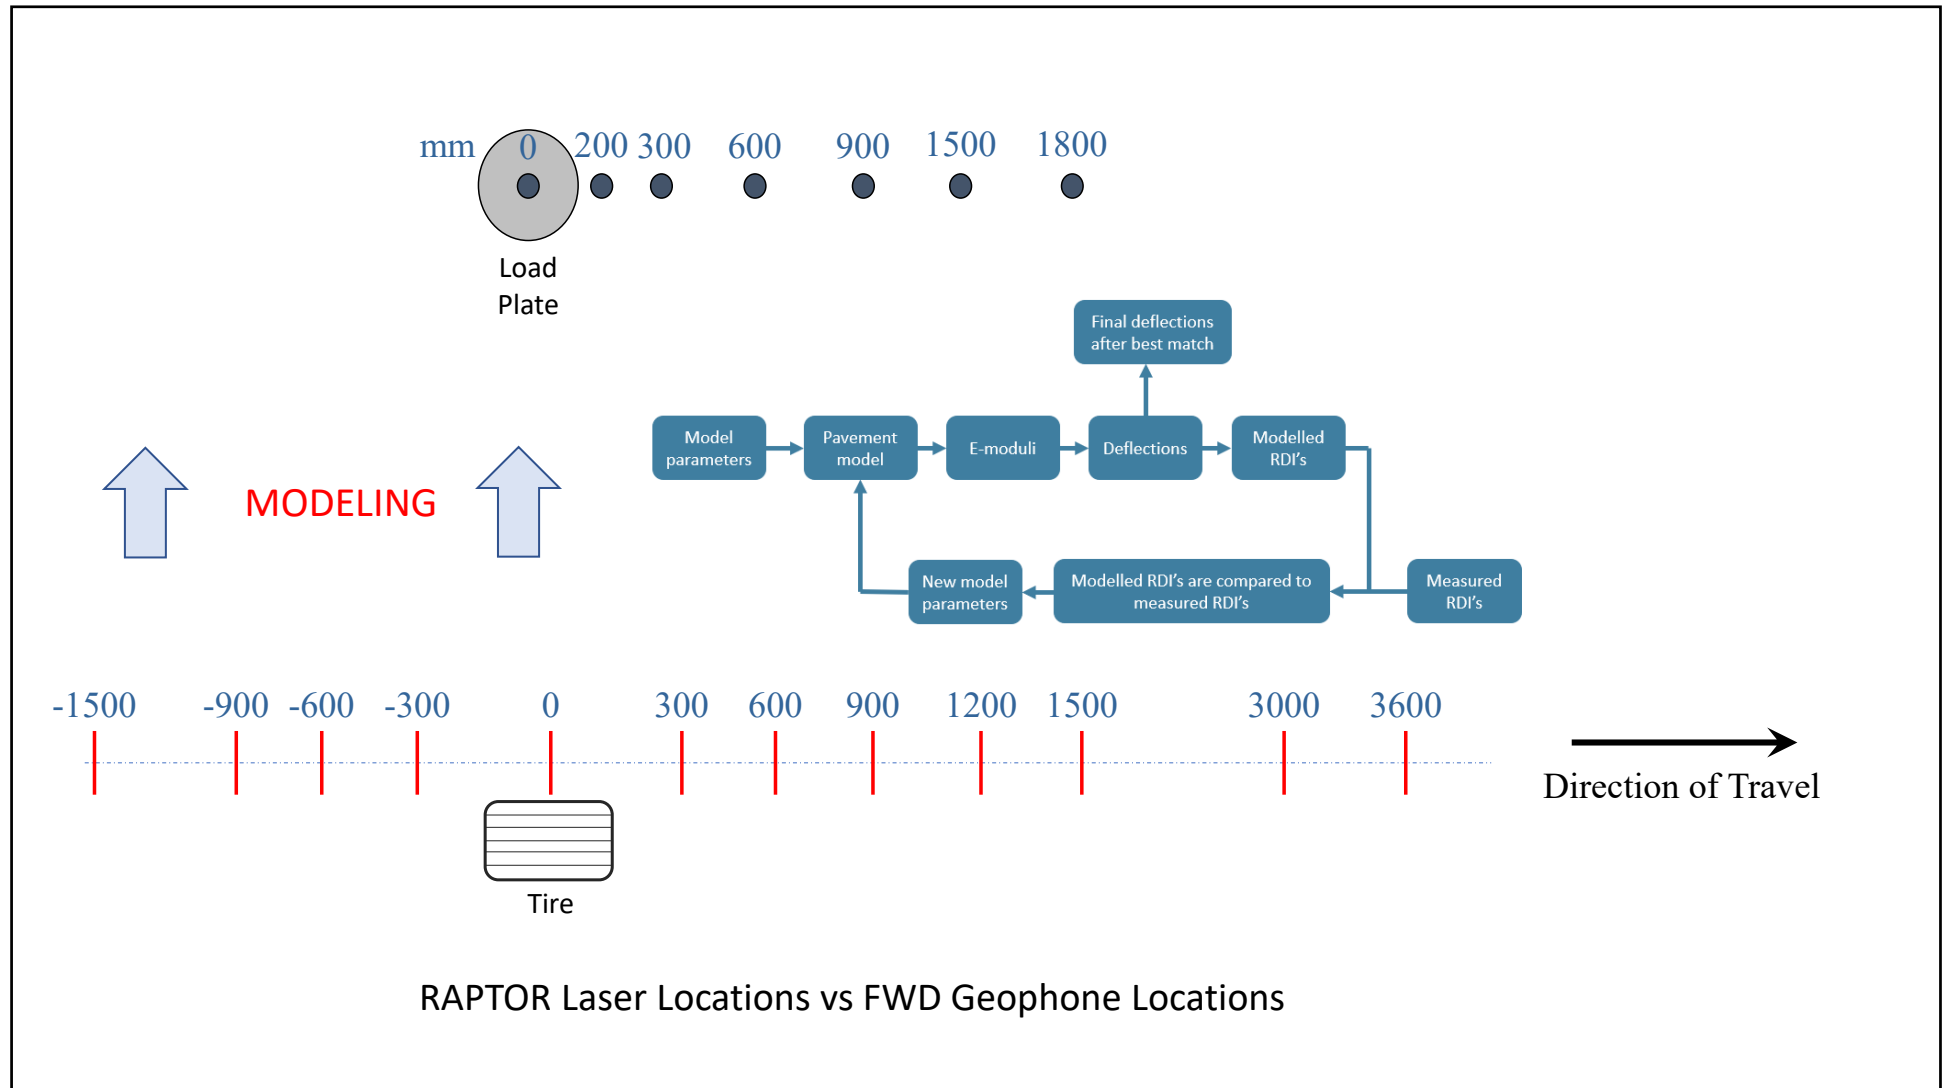 mm 0 200 300 600 900 1500 1800
Load
Plate
Final deflections
after best match
Model
parameters
Pavement
model
E-moduli
Deflections
Modelled
RDI's
MODELING
New model
parameters
Modelled RDI's are compared to
measured RDI's
Measured
RDI's
-1500 -900 -600 -300 0 300 600 900 1200 1500 3000 3600
Direction of Travel
Tire
RAPTOR Laser Locations vs FWD Geophone Locations